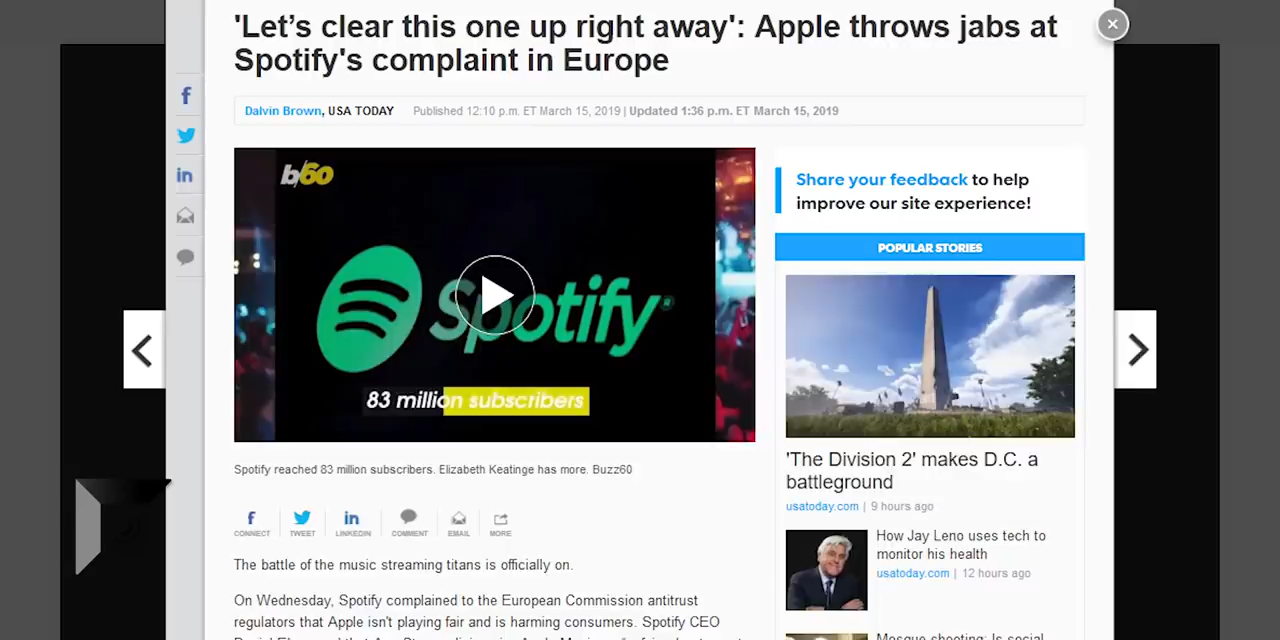 'Let’s clear this one up right away': Apple throws jabs at
Spotify's complaint in Europe
Dalvin Brown, USA TODAY Published 12:10 p.m. ET March 15, 2019 | Updated 1:36 p.m. ET March 15, 2019
b/60
Spotify
83 million subscribers
Spotify reached 83 million subscribers. Elizabeth Keatinge has more. Buzz60
CONNECT TWEET LINKEDIN COMMENT EMAIL MORE
The battle of the music streaming titans is officially on.
On Wednesday, Spotify complained to the European Commission antitrust
regulators that Apple isn't playing fair and is harming consumers. Spotify CEO
Share your feedback to help
improve our site experience!
POPULAR STORIES
'The Division 2' makes D.C. a
battleground
usatoday.com | 9 hours ago
How Jay Leno uses tech to
monitor his health
usatoday.com | 12 hours ago
Mosque shooting: Is social